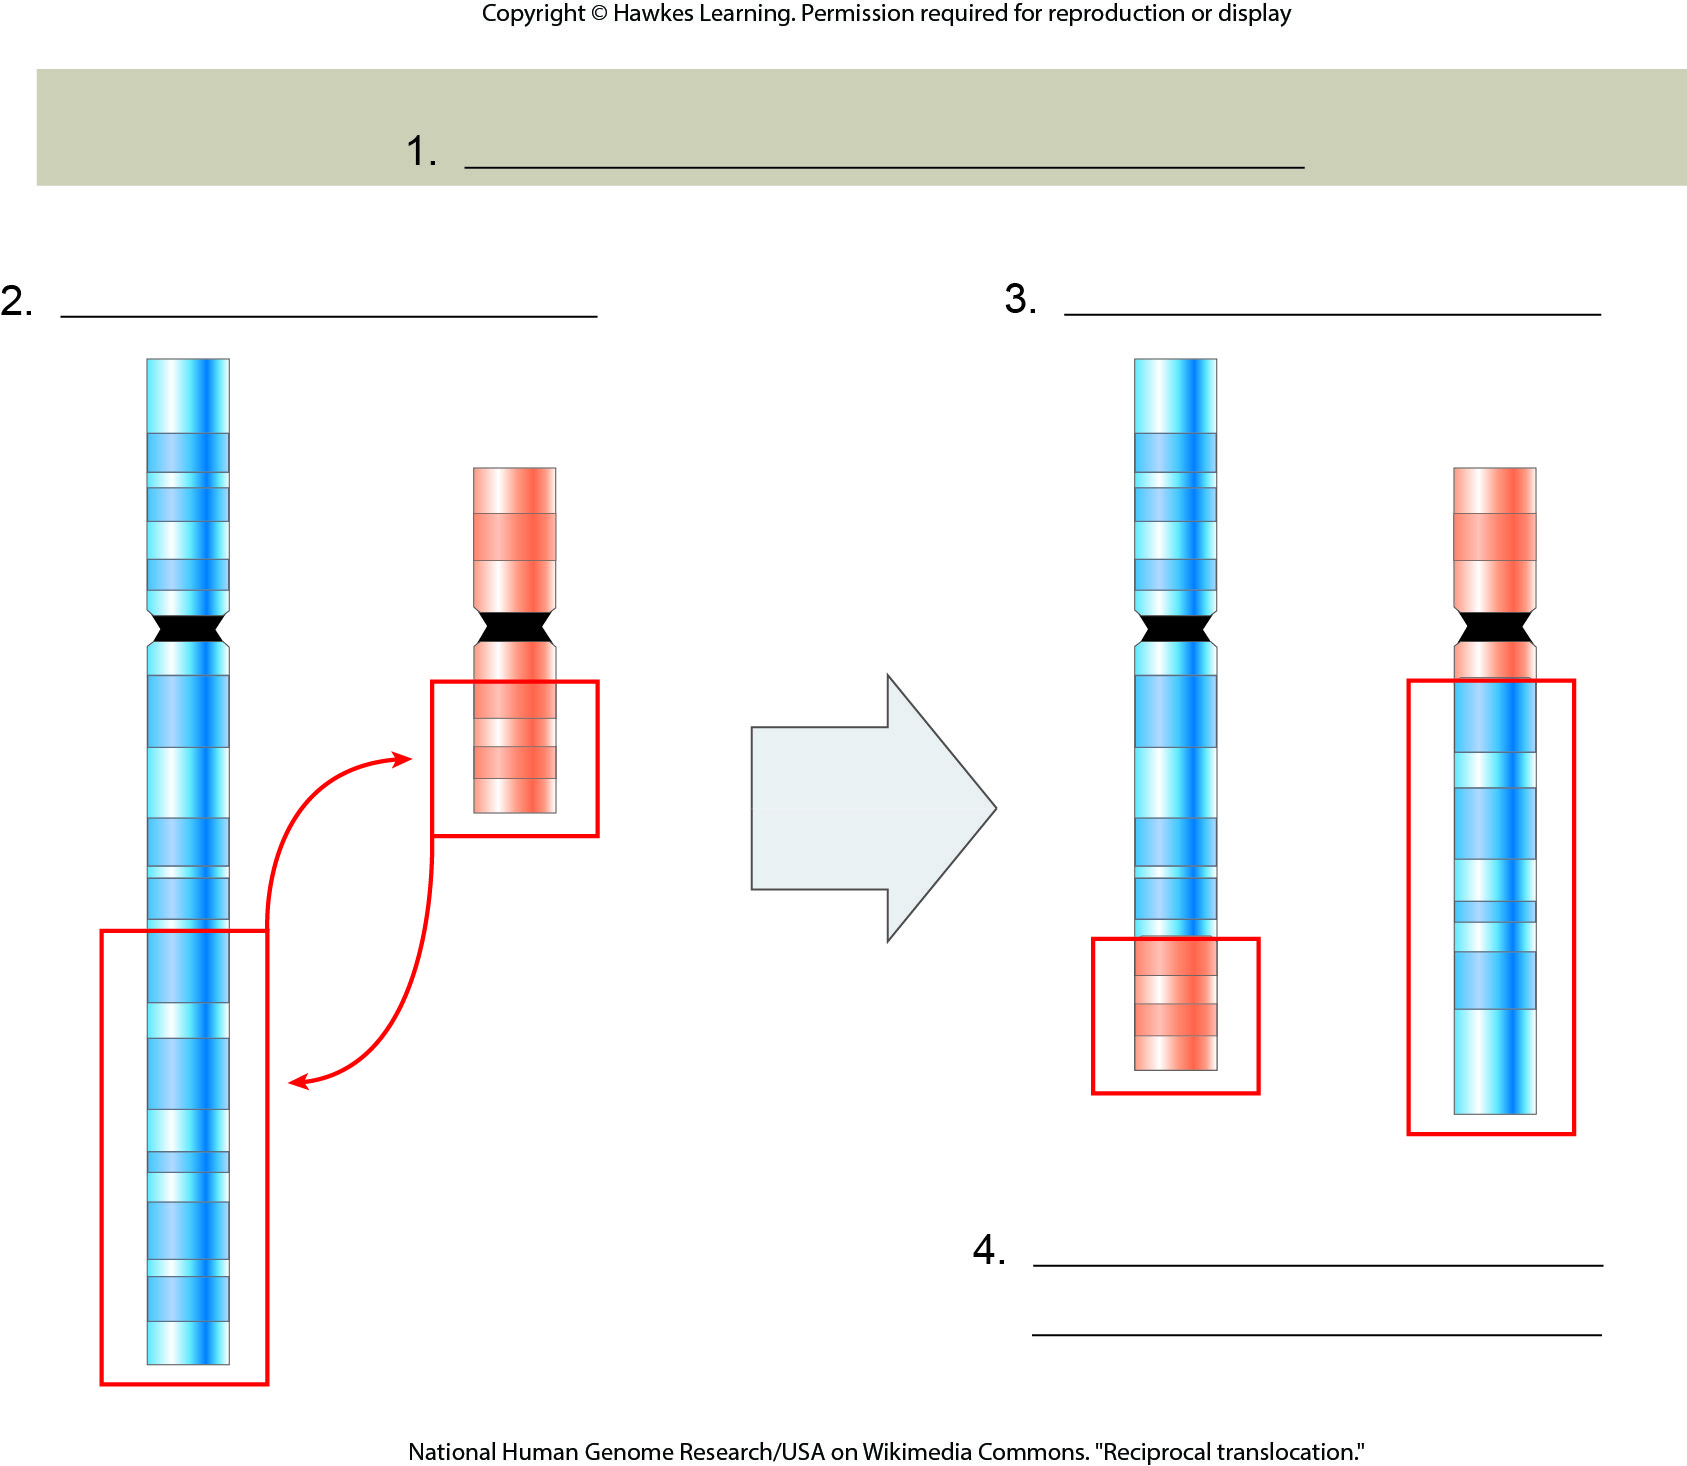 Copyright © Hawkes Learning. Permission required for reproduction or display
1.
2.
3.
4.
National Human Genome Research/USA on Wikimedia Commons. "Reciprocal translocation."